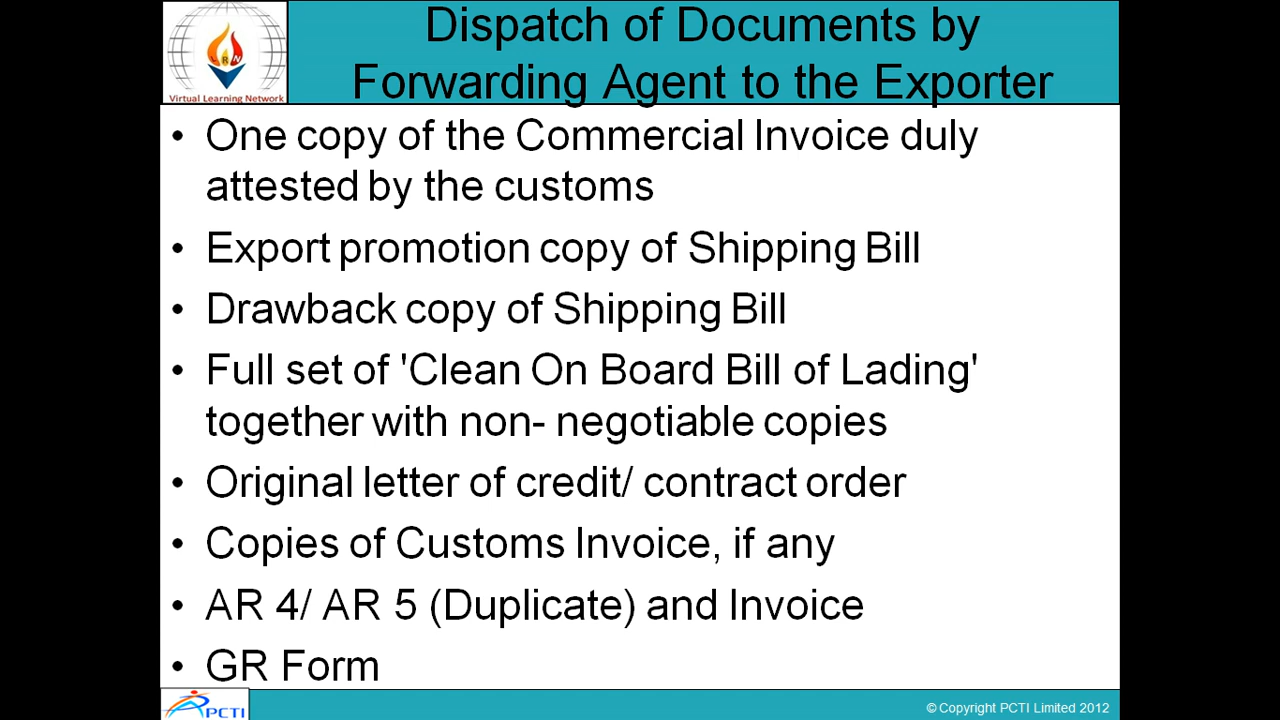 Dispatch of Documents by
Forwarding Agent to the Exporter
LRN
Virtual Learning Network
• One copy of the Commercial Invoice duly
attested by the customs
• Export promotion copy of Shipping Bill
• Drawback copy of Shipping Bill
• Full set of 'Clean On Board Bill of Lading'
together with non- negotiable copies
• Original letter of credit/ contract order
• Copies of Customs Invoice, if any
• AR 4/ AR 5 (Duplicate) and Invoice
• GR Form
PCTI
© Copyright PCTI Limited 2012